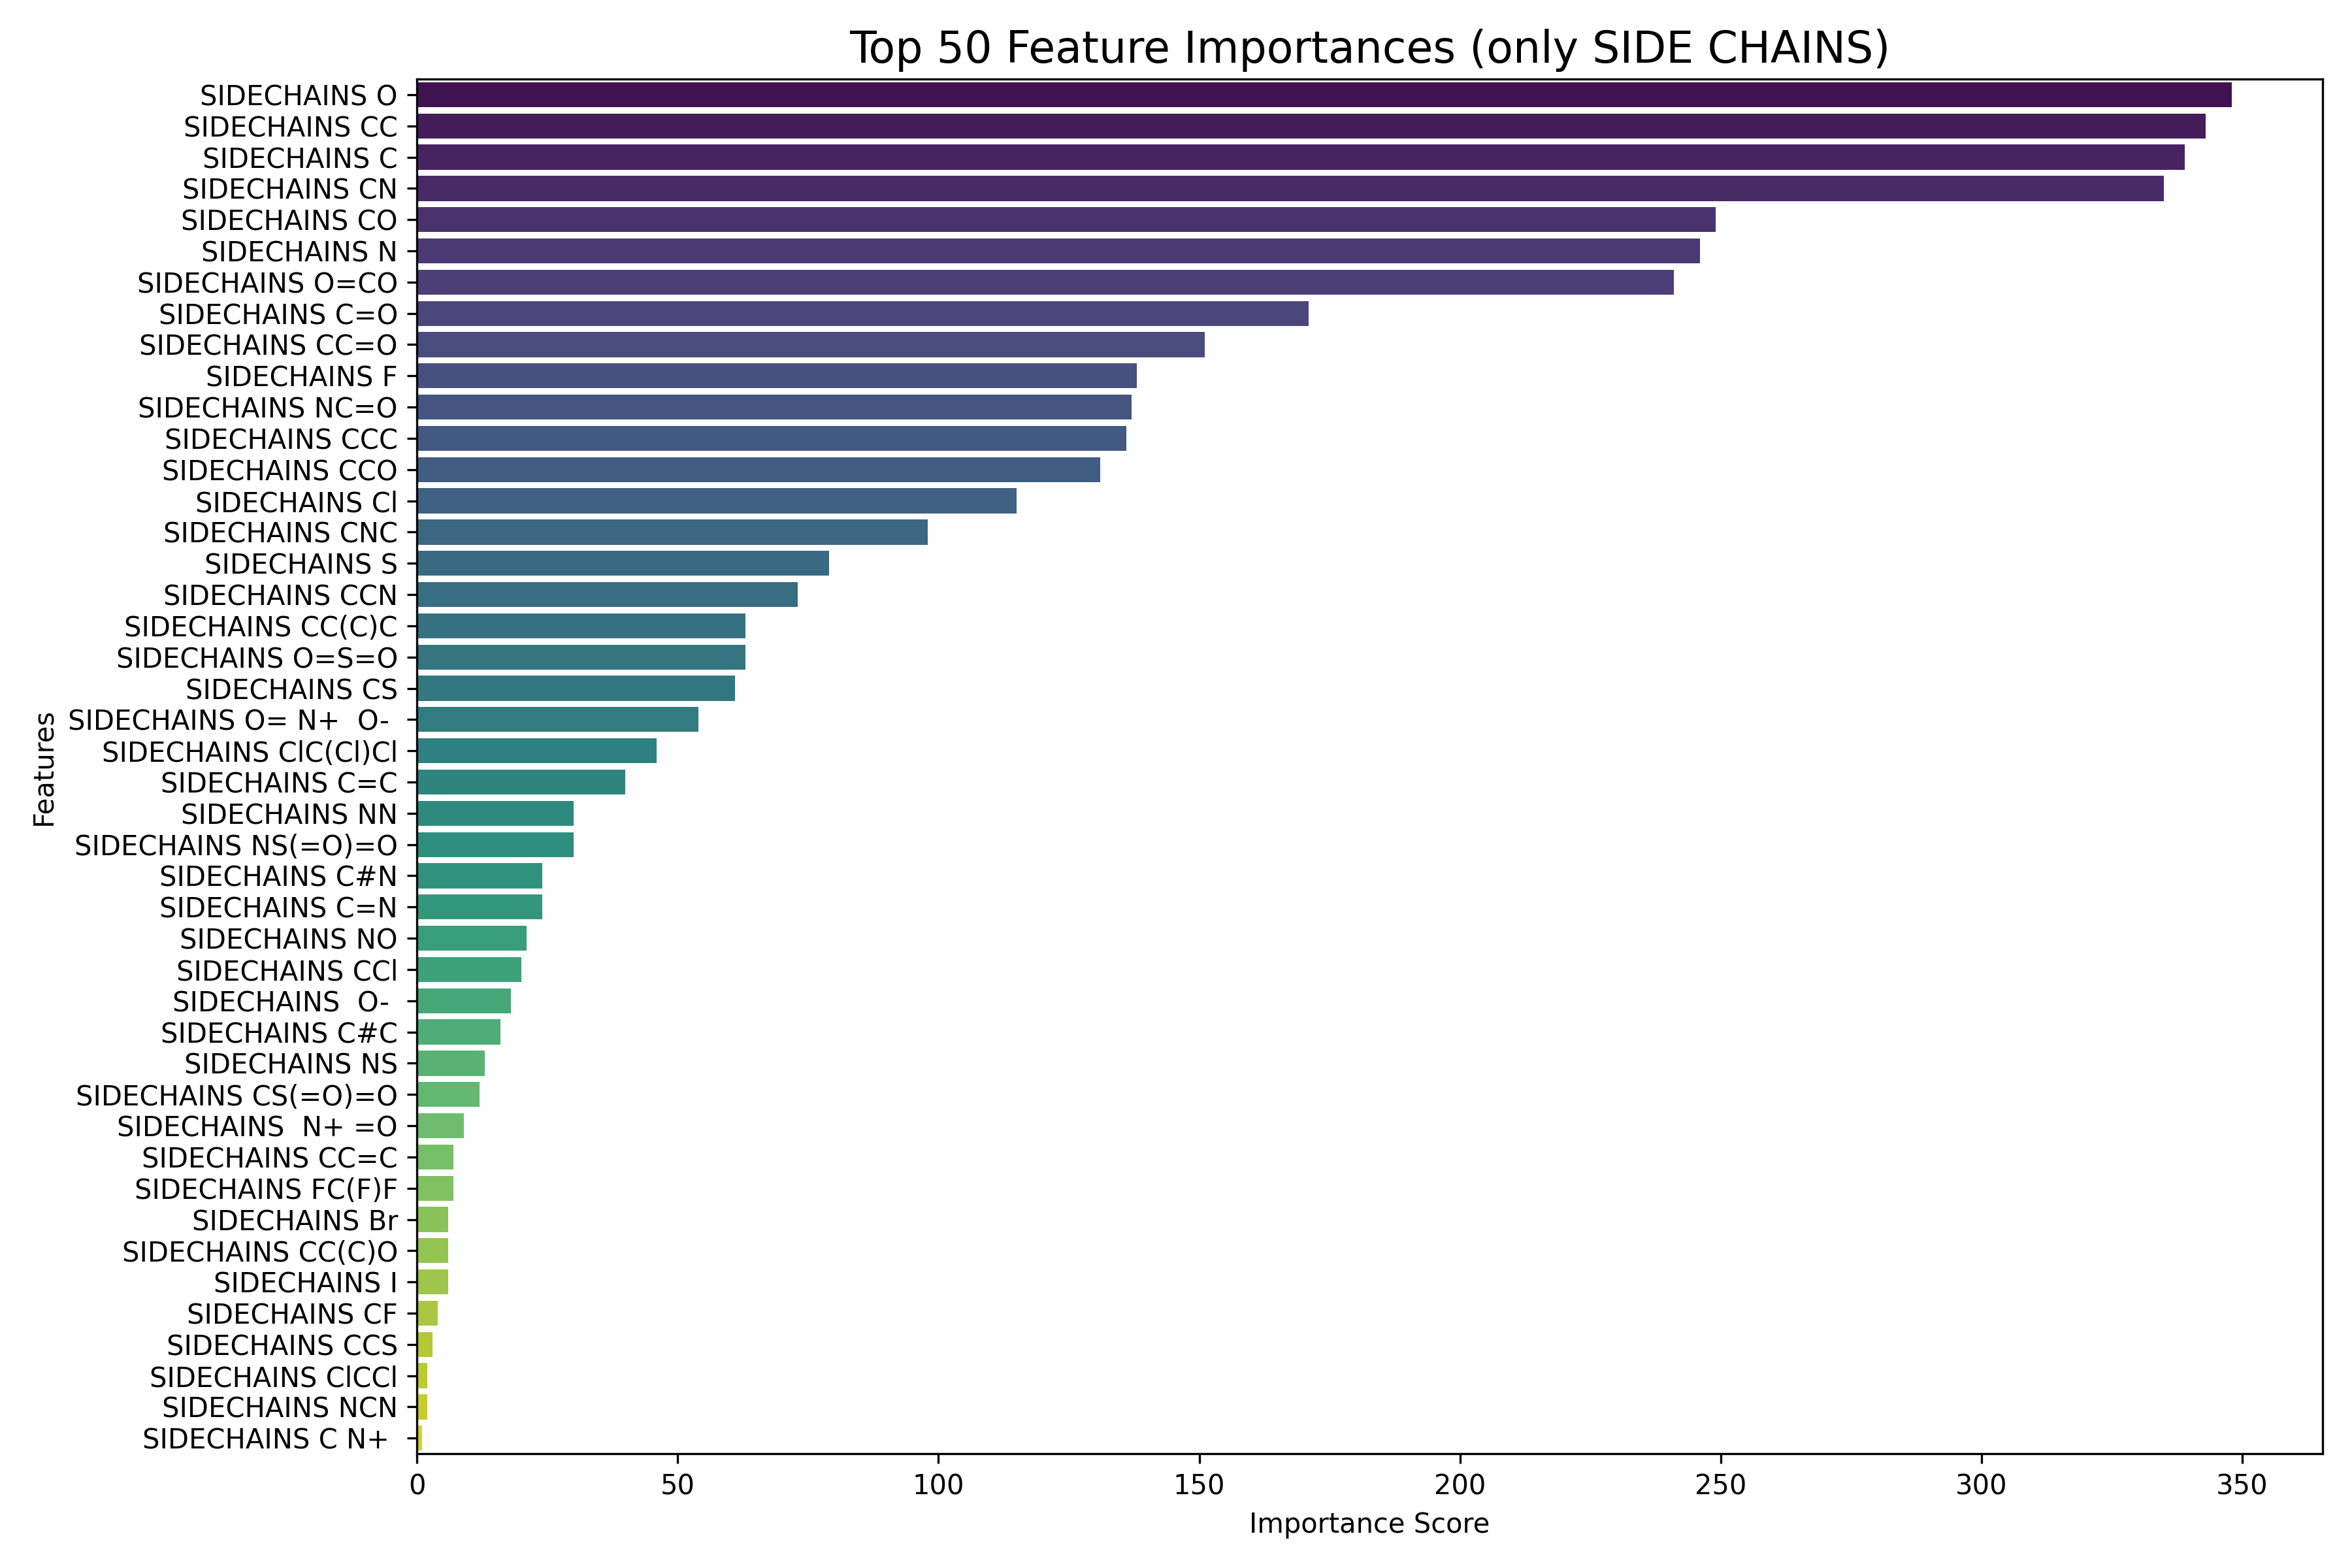 Top 50 Feature Importances (only SIDE CHAINS)
SIDECHAINS O
SIDECHAINS CC
SIDECHAINS C
SIDECHAINS CN
SIDECHAINS CO
SIDECHAINS N
SIDECHAINS O=CO
SIDECHAINS C=O
SIDECHAINS CC=O
SIDECHAINS F
SIDECHAINS NC=O
SIDECHAINS CCC
SIDECHAINS CCO
SIDECHAINS Cl
SIDECHAINS CNC
SIDECHAINS S
SIDECHAINS CCN
SIDECHAINS CC(C)C
SIDECHAINS O=S=O
SIDECHAINS CS
SIDECHAINS O= N+  O-
SIDECHAINS ClC(Cl)Cl
SIDECHAINS C=C
SIDECHAINS NN
SIDECHAINS NS(=O)=O
SIDECHAINS C#N
SIDECHAINS C=N
SIDECHAINS NO
SIDECHAINS CCl
SIDECHAINS  O-
SIDECHAINS C#C
SIDECHAINS NS
SIDECHAINS CS(=O)=O
SIDECHAINS  N+ =O
SIDECHAINS CC=C
SIDECHAINS FC(F)F
SIDECHAINS Br
SIDECHAINS CC(C)O
SIDECHAINS I
SIDECHAINS CF
SIDECHAINS CCS
SIDECHAINS ClCCl
SIDECHAINS NCN
SIDECHAINS C N+
Features
0 50 100 150 200 250 300 350
Importance Score